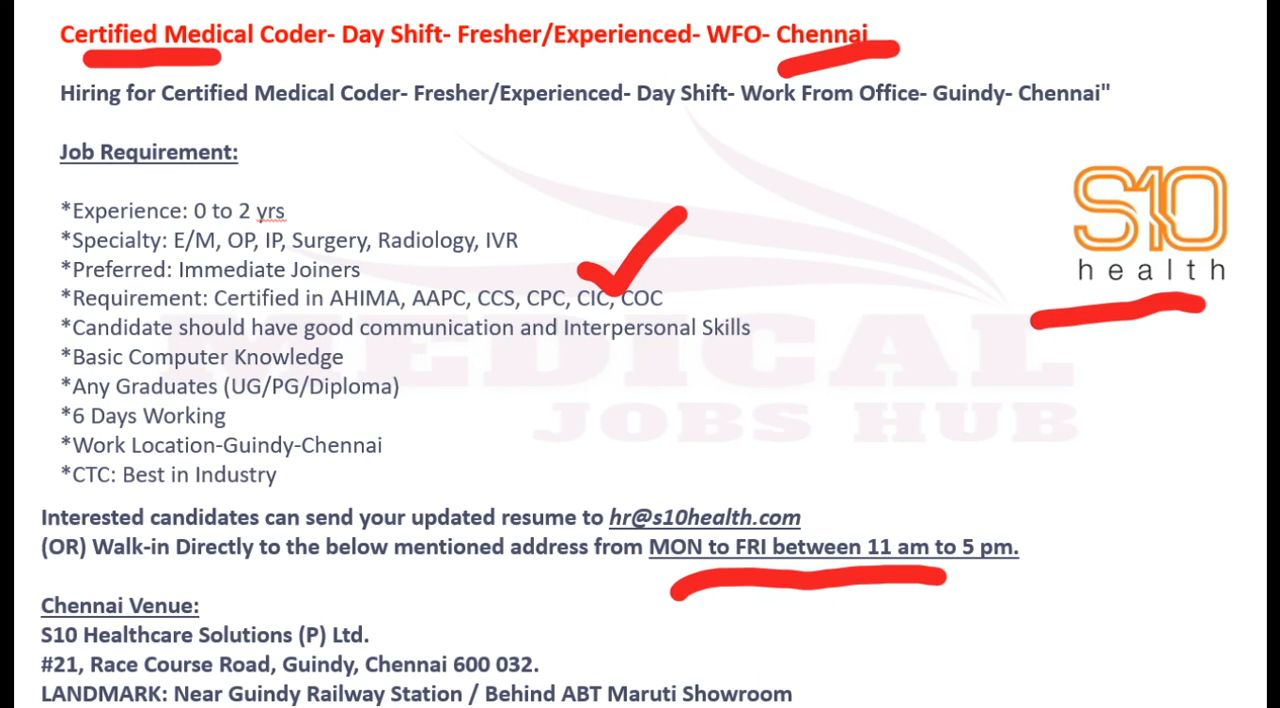 Certified Medical Coder- Day Shift- Fresher/Experienced- WFO- Chennai
Hiring for Certified Medical Coder- Fresher/Experienced- Day Shift- Work From Office- Guindy- Chennai"
Job Requirement:
*Experience: 0 to 2 yrs
*Specialty: E/M, OP, IP, Surgery, Radiology, IVR
*Preferred: Immediate Joiners
*Requirement: Certified in AHIMA, AAPC, CCS, CPC, CIC, COC
*Candidate should have good communication and Interpersonal Skills
*Basic Computer Knowledge
*Any Graduates (UG/PG/Diploma)
*6 Days Working
*Work Location-Guindy-Chennai
*CTC: Best in Industry
S10
health
MEDICAL
JOBS HUB
Interested candidates can send your updated resume to hr@s10health.com
(OR) Walk-in Directly to the below mentioned address from MON to FRI between 11 am to 5 pm.
Chennai Venue:
S10 Healthcare Solutions (P) Ltd.
#21, Race Course Road, Guindy, Chennai 600 032.
LANDMARK: Near Guindy Railway Station / Behind ABT Maruti Showroom